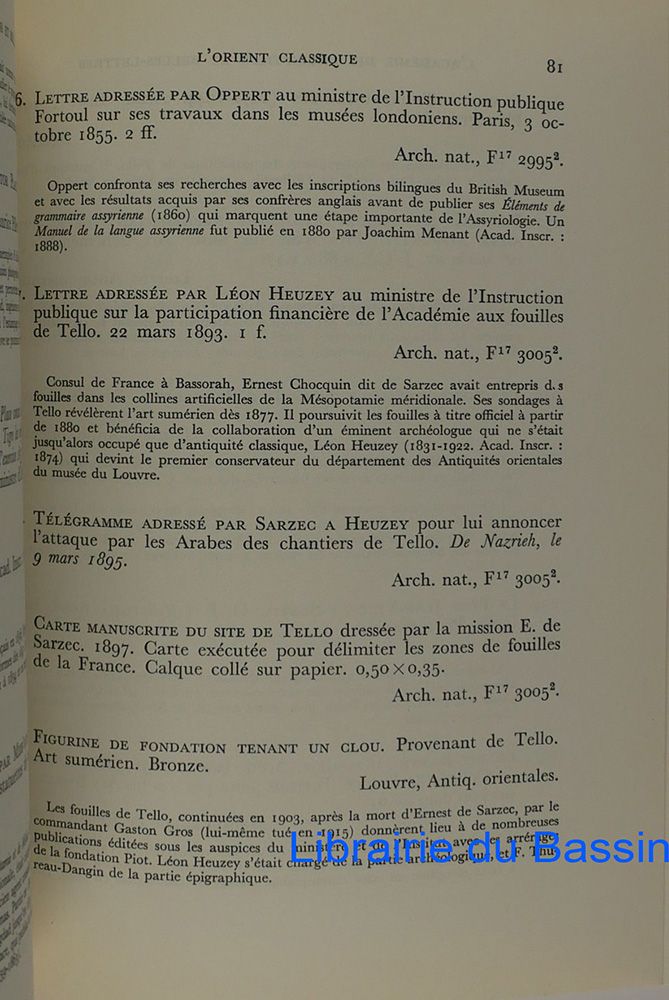 L'ORIENT CLASSIQUE
81
6. LETTRE ADRESSÉE PAR OPPERT au ministre de l'Instruction publique
Fortoul sur ses travaux dans les musées londoniens. Paris, 3 oc-
tobre 1855. 2 ff.
Arch. nat., F17 2995².
Oppert confronta ses recherches avec les inscriptions bilingues du British Museum
et avec les résultats acquis par ses confrères anglais avant de publier ses Éléments de
grammaire assyrienne (1860) qui marquent une étape importante de l'Assyriologie. Un
Manuel de la langue assyrienne fut publié en 1880 par Joachim Menant (Acad. Inscr. :
1888).
LETTRE ADRESSÉE PAR LÉON HEUZEY au ministre de l'Instruction
publique sur la participation financière de l'Académie aux fouilles
de Tello. 22 mars 1893. 1 f.
Arch. nat., F17 3005².
Consul de France à Bassorah, Ernest Chocquin dit de Sarzec avait entrepris d.s
fouilles dans les collines artificielles de la Mésopotamie méridionale. Ses sondages à
Tello révélèrent l'art sumérien dès 1877. Il poursuivit les fouilles à titre officiel à partir
de 1880 et bénéficia de la collaboration d'un éminent archéologue qui ne s'était
jusqu'alors occupé que d'antiquité classique, Léon Heuzey (1831-1922. Acad. Inscr. :
1874) qui devint le premier conservateur du département des Antiquités orientales
du musée du Louvre.
TÉLÉGRAMME ADRESSÉ PAR SARZEC A HEUZEY pour lui annoncer
l'attaque par les Arabes des chantiers de Tello. De Nazrieh, le
9 mars 1895.
Arch. nat., F17 3005².
CARTE MANUSCRITE DU SITE DE TELLO dressée par la mission E. de
Sarzec. 1897. Carte exécutée pour délimiter les zones de fouilles
de la France. Calque collé sur papier. 0,50×0,35.
Arch. nat., F17 3005².
FIGURINE DE FONDATION TENANT UN CLOU. Provenant de Tello.
Art sumérien. Bronze.
Louvre, Antiq. orientales.
Les fouilles de Tello, continuées en 1903, après la mort d'Ernest de Sarzec, par le
commandant Gaston Gros (lui-même tué en 1915) donnèrent lieu à de nombreuses
publications éditées sous les auspices du ministère avec les arrérages
de la fondation Piot. Léon Heuzey s'était chargé de la partie archéologique, et F. Thu-
reau-Dangin de la partie épigraphique.
Librairie du Bassin